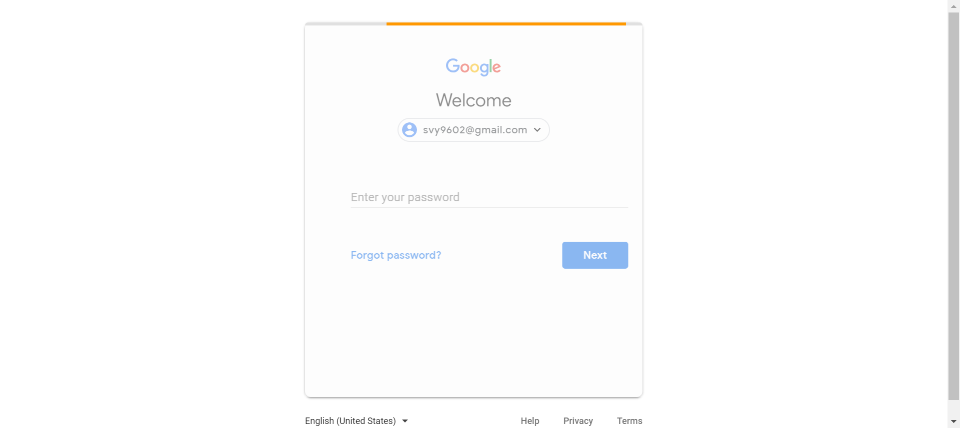 Google
Welcome
svy9602@gmail.com
Enter your password
Forgot password?
Next
English (United States)
Help
Privacy
Terms